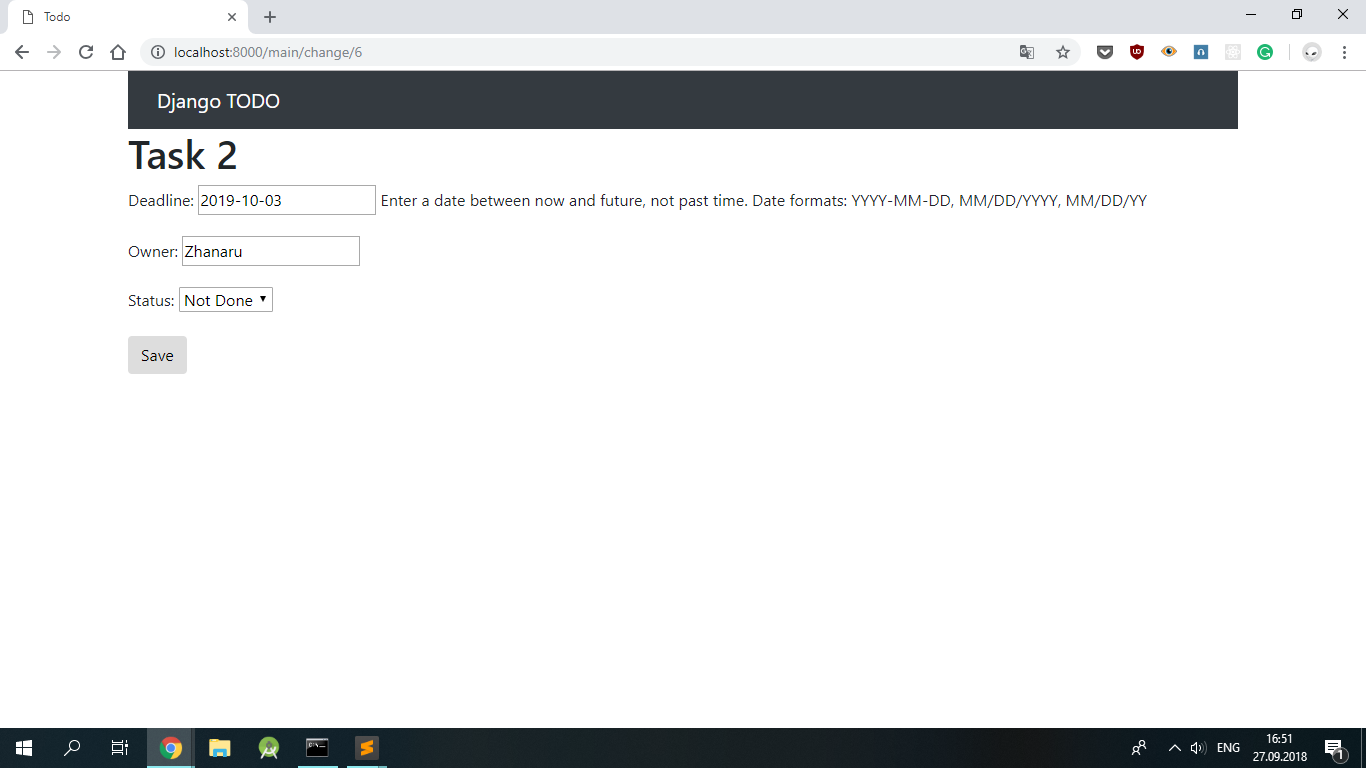 Todo
localhost:8000/main/change/6
Django TODO
Task 2
Deadline: 2019-10-03 Enter a date between now and future, not past time. Date formats: YYYY-MM-DD, MM/DD/YYYY, MM/DD/YY
Owner: Zhanaru
Status: Not Done
Save
ENG
16:51
27.09.2018
1